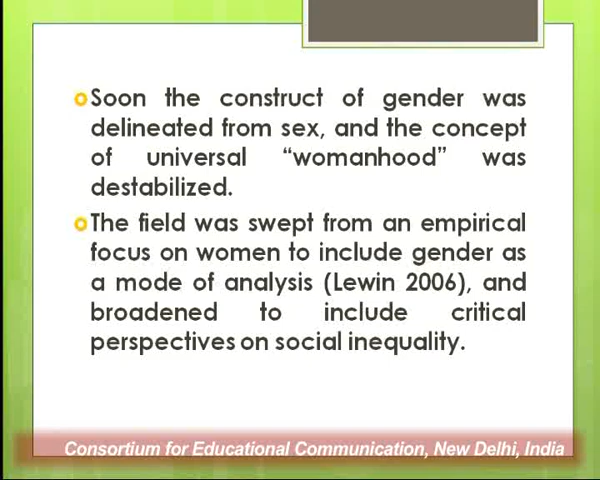 Soon the construct of gender was
delineated from sex, and the concept
of universal “womanhood” was
destabilized.
The field was swept from an empirical
focus on women to include gender as
a mode of analysis (Lewin 2006), and
broadened to include critical
perspectives on social inequality.
Consortium for Educational Communication, New Delhi, India